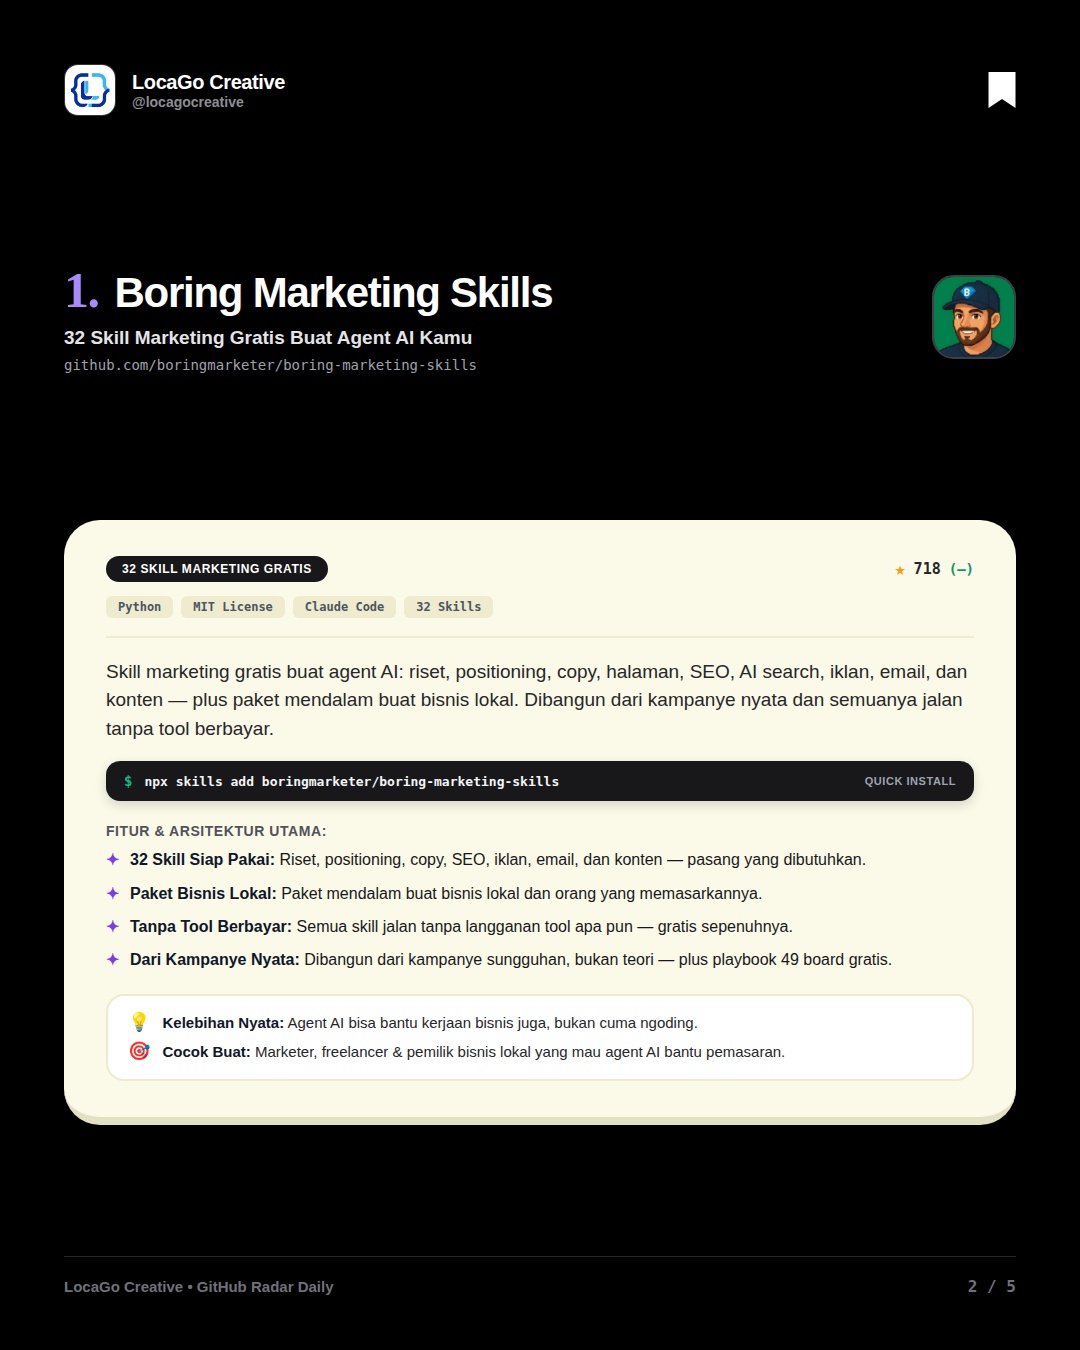 LocaGo Creative
@locagocreative
1. Boring Marketing Skills
32 Skill Marketing Gratis Buat Agent AI Kamu
github.com/boringmarketer/boring-marketing-skills
B
32 SKILL MARKETING GRATIS
★ 718 (—)
Python MIT License Claude Code 32 Skills
Skill marketing gratis buat agent AI: riset, positioning, copy, halaman, SEO, AI search, iklan, email, dan
konten — plus paket mendalam buat bisnis lokal. Dibangun dari kampanye nyata dan semuanya jalan
tanpa tool berbayar.
$ npx skills add boringmarketer/boring-marketing-skills QUICK INSTALL
FITUR & ARSITEKTUR UTAMA:
✦ 32 Skill Siap Pakai: Riset, positioning, copy, SEO, iklan, email, dan konten — pasang yang dibutuhkan.
✦ Paket Bisnis Lokal: Paket mendalam buat bisnis lokal dan orang yang memasarkannya.
✦ Tanpa Tool Berbayar: Semua skill jalan tanpa langganan tool apa pun — gratis sepenuhnya.
✦ Dari Kampanye Nyata: Dibangun dari kampanye sungguhan, bukan teori — plus playbook 49 board gratis.
💡 Kelebihan Nyata: Agent AI bisa bantu kerjaan bisnis juga, bukan cuma ngoding.
🎯 Cocok Buat: Marketer, freelancer & pemilik bisnis lokal yang mau agent AI bantu pemasaran.
LocaGo Creative • GitHub Radar Daily
2 / 5